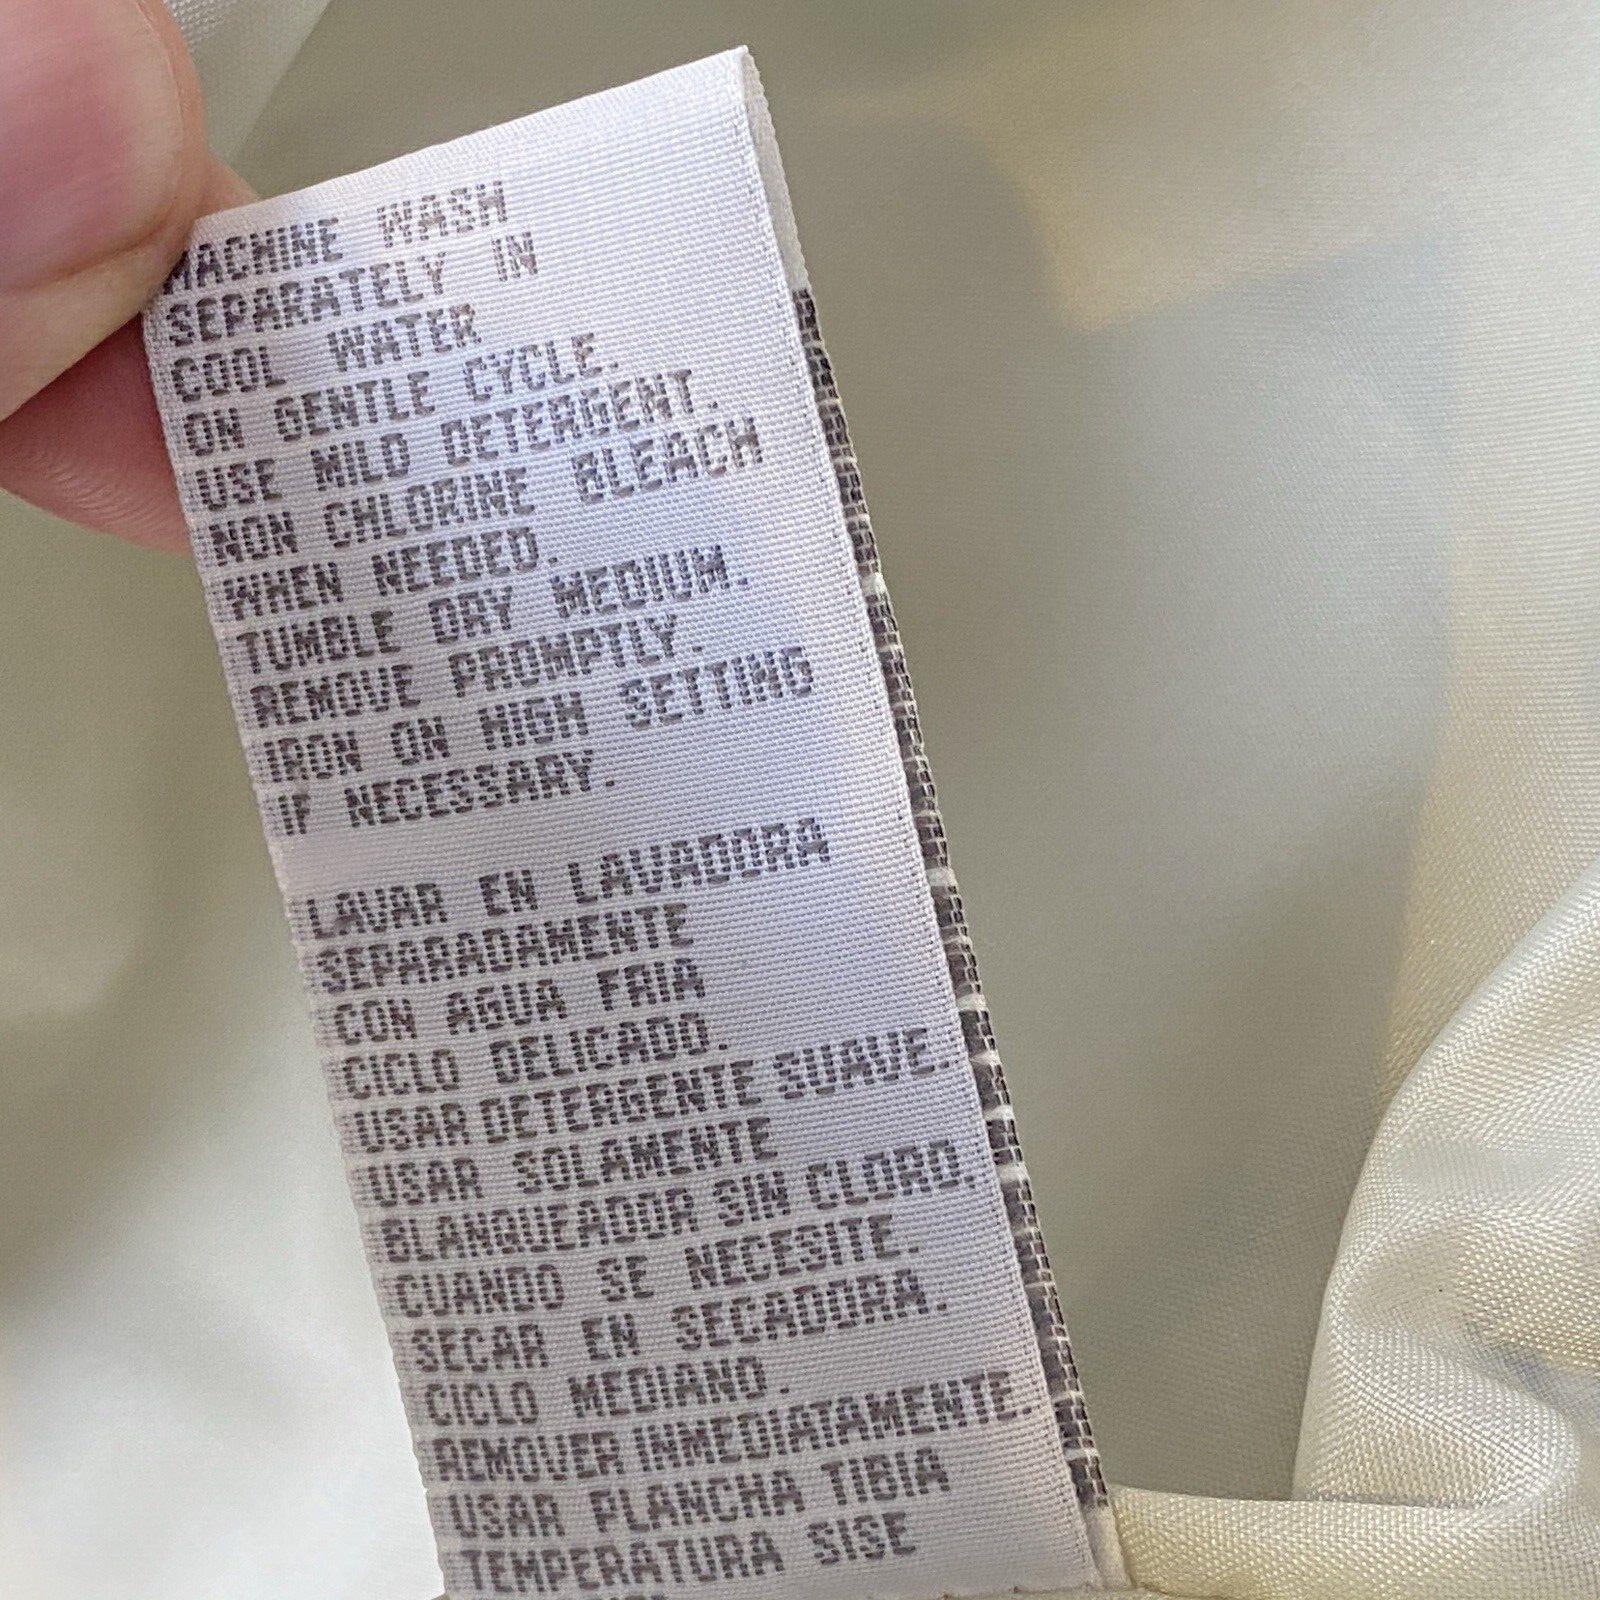 MACHINE WASH
SEPARATELY IN
COOL WATER
ON GENTLE CYCLE.
USE MILD DETERGENT.
NON CHLORINE BLEACH
WHEN NEEDED.
TUMBLE DRY MEDIUM.
REMOVE PROMPTLY.
IRON ON HIGH SETTING
IF NECESSARY.
LAVAR EN LAVADORA
SEPARADAMENTE
CON AGUA FRIA
CICLO DELICADO.
USAR DETERGENTE SUAVE.
USAR SOLAMENTE
BLANQUEADOR SIN CLORO,
CUANDO SE NECESITE.
SECAR EN SECADORA.
CICLO MEDIANO.
REMOVER INMEDIATAMENTE.
USAR PLANCHA TIBIA
TEMPERATURA SISE